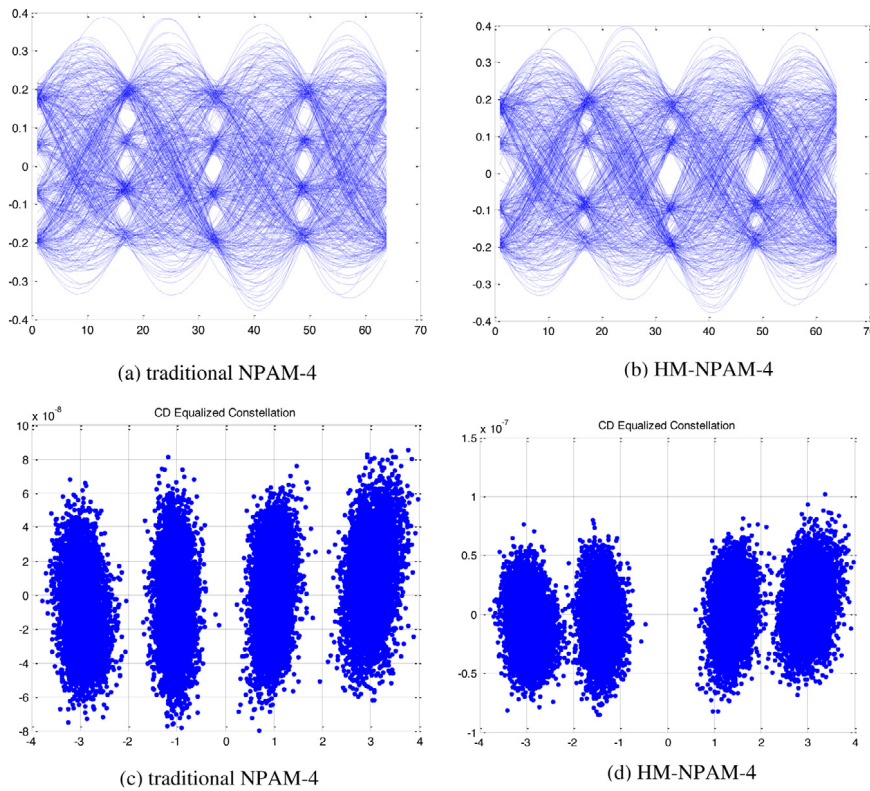 0.4
0.3
0.2
0.1
0
-0.1
-0.2
-0.3
-0.4
0 10 20 30 40 50 60 70
(a) traditional NPAM-4
0.4
0.3
0.2
0.1
0
-0.1
-0.2
-0.3
-0.4
0 10 20 30 40 50 60 70
(b) HM-NPAM-4
x 10^-8
CD Equalized Constellation
10
8
6
4
2
0
-2
-4
-6
-8
-4 -3 -2 -1 0 1 2 3 4
(c) traditional NPAM-4
x 10^-7
CD Equalized Constellation
1.5
1
0.5
0
-0.5
-1
-4 -3 -2 -1 0 1 2 3 4
(d) HM-NPAM-4